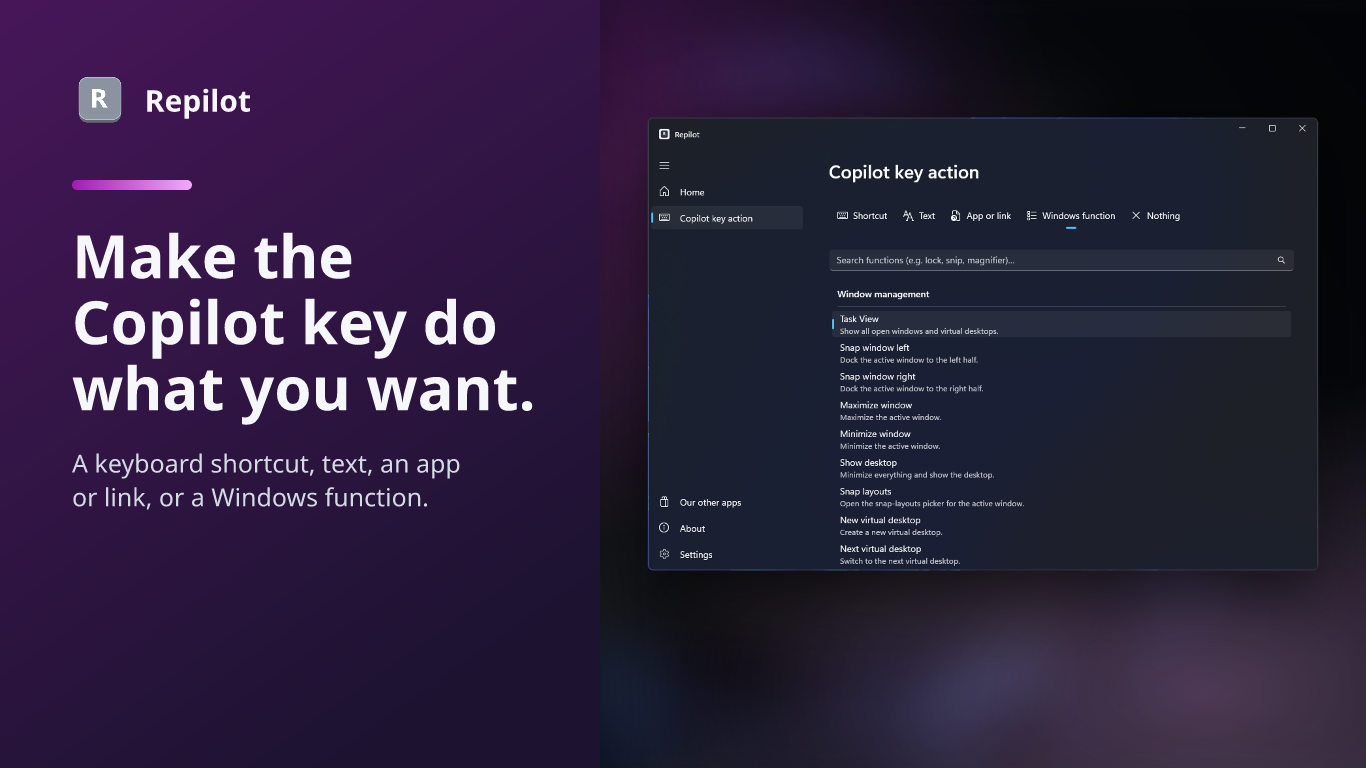 R
Repilot
Make the
Copilot key do
what you want.
A keyboard shortcut, text, an app
or link, or a Windows function.
R Repilot
Home
Copilot key action
Our other apps
About
Settings
Copilot key action
Shortcut Text App or link Windows function Nothing
Search functions (e.g. lock, snip, magnifier)...
Window management
Task View
Show all open windows and virtual desktops.
Snap window left
Dock the active window to the left half.
Snap window right
Dock the active window to the right half.
Maximize window
Maximize the active window.
Minimize window
Minimize the active window.
Show desktop
Minimize everything and show the desktop.
Snap layouts
Open the snap-layouts picker for the active window.
New virtual desktop
Create a new virtual desktop.
Next virtual desktop
Switch to the next virtual desktop.